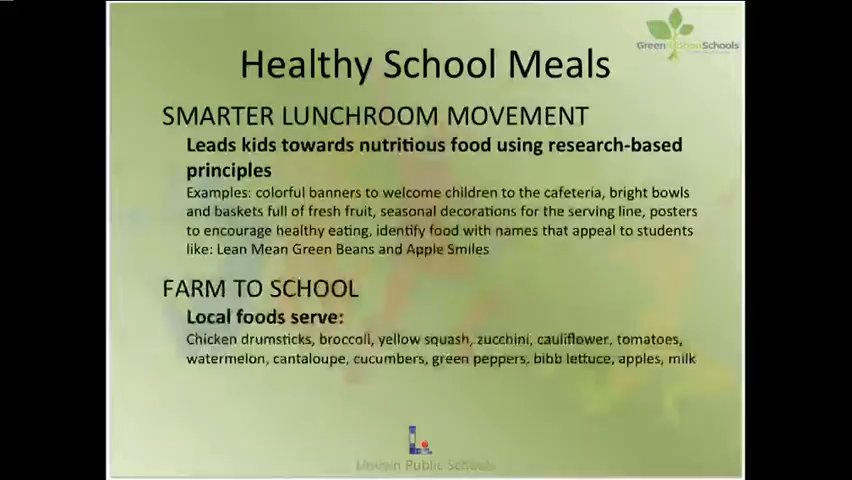 Green Ribbon Schools
Healthy School Meals
SMARTER LUNCHROOM MOVEMENT
Leads kids towards nutritious food using research-based
principles
Examples: colorful banners to welcome children to the cafeteria, bright bowls
and baskets full of fresh fruit, seasonal decorations for the serving line, posters
to encourage healthy eating, identify food with names that appeal to students
like: Lean Mean Green Beans and Apple Smiles
FARM TO SCHOOL
Local foods serve:
Chicken drumsticks, broccoli, yellow squash, zucchini, cauliflower, tomatoes,
watermelon, cantaloupe, cucumbers, green peppers, bibb lettuce, apples, milk
Lincoln Public Schools